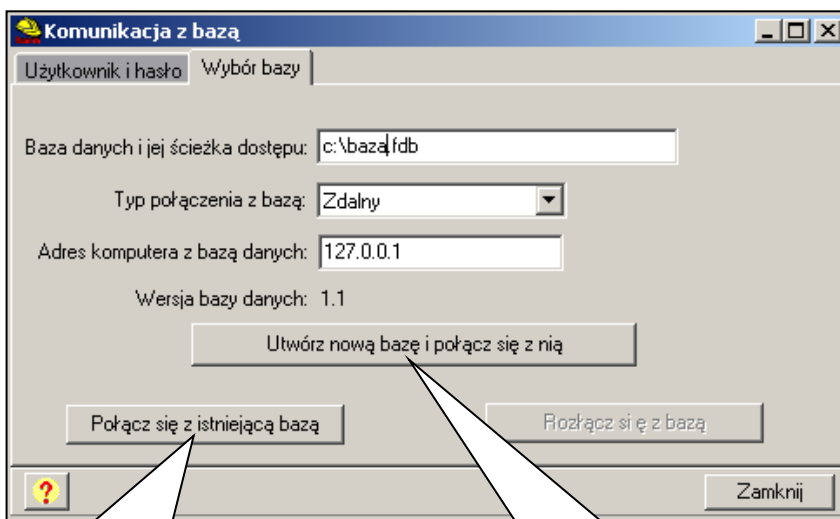 Komunikacja z bazą
Użytkownik i hasło Wybór bazy
Baza danych i jej ścieżka dostępu: c:\baza.fdb
Typ połączenia z bazą: Zdalny
Adres komputera z bazą danych: 127.0.0.1
Wersja bazy danych: 1.1
Utwórz nową bazę i połącz się z nią
Połącz się z istniejącą bazą Rozłącz si ę z bazą
? Zamknij